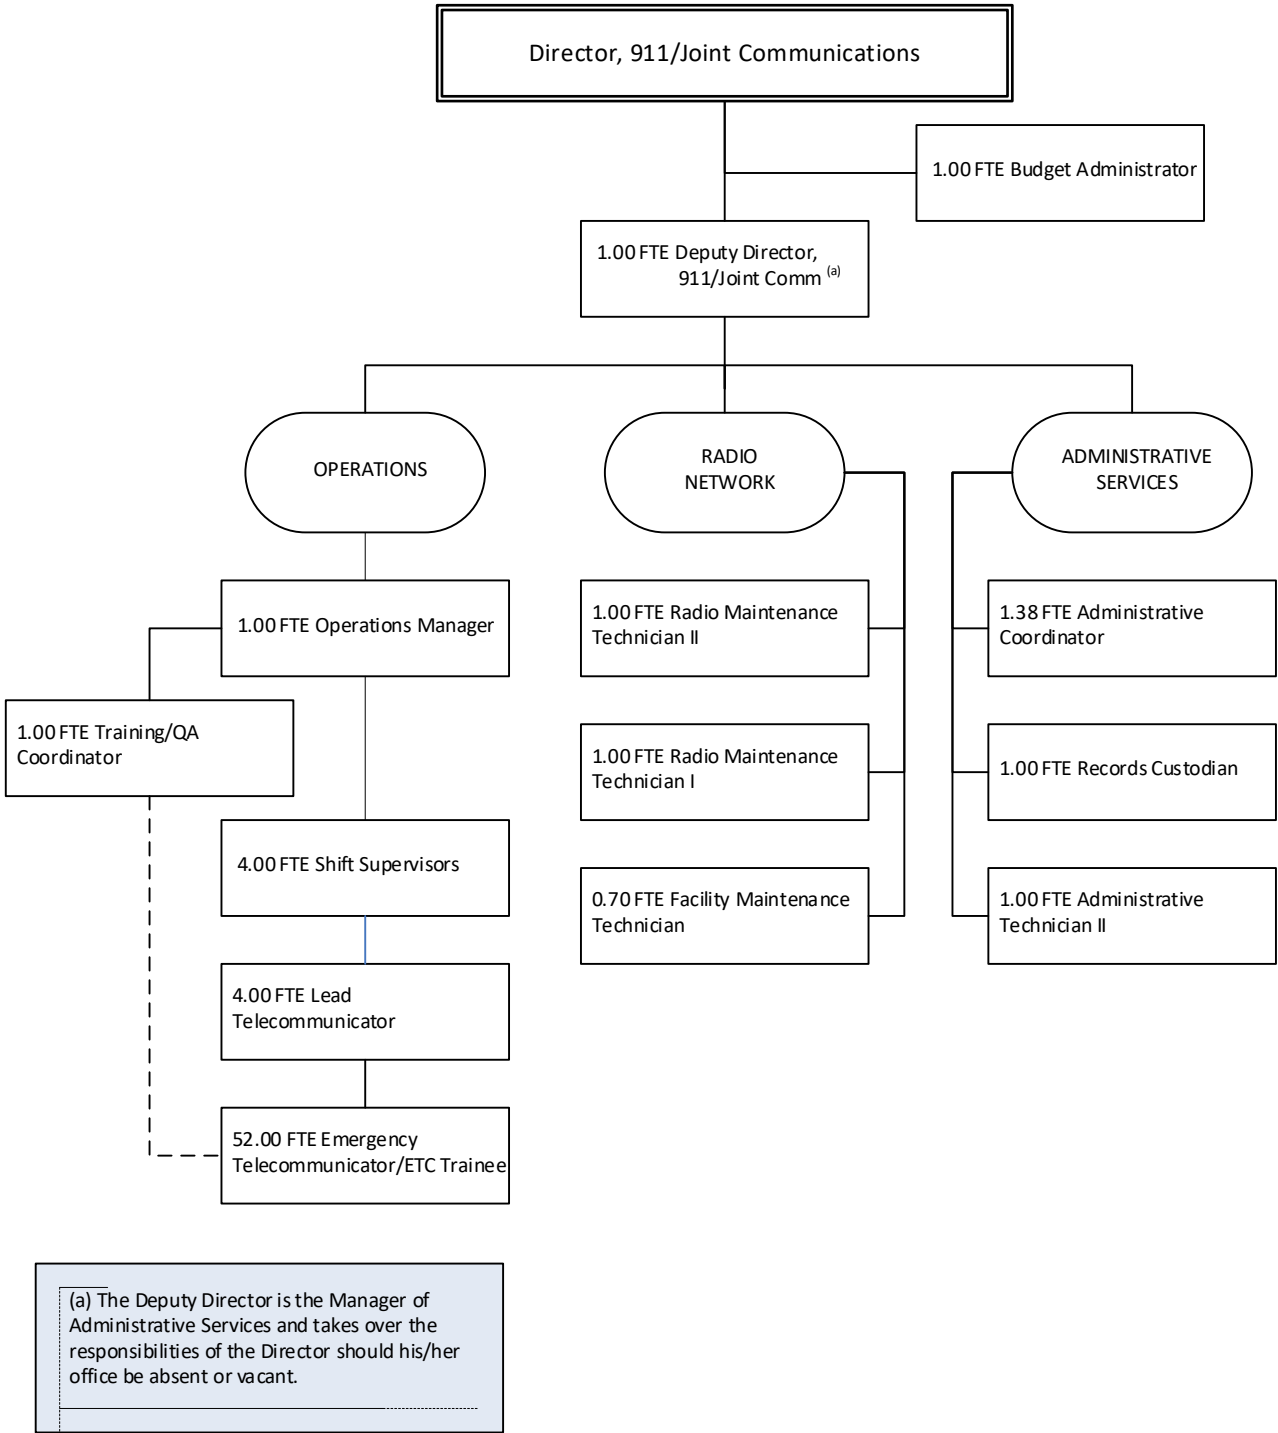 Director, 911/Joint Communications
1.00 FTE Budget Administrator
1.00 FTE Deputy Director,
911/Joint Comm (a)
OPERATIONS
RADIO
NETWORK
ADMINISTRATIVE
SERVICES
1.00 FTE Operations Manager
1.00 FTE Radio Maintenance
Technician II
1.38 FTE Administrative
Coordinator
1.00 FTE Training/QA
Coordinator
1.00 FTE Radio Maintenance
Technician I
1.00 FTE Records Custodian
4.00 FTE Shift Supervisors
0.70 FTE Facility Maintenance
Technician
1.00 FTE Administrative
Technician II
4.00 FTE Lead
Telecommunicator
52.00 FTE Emergency
Telecommunicator/ETC Trainee
(a) The Deputy Director is the Manager of
Administrative Services and takes over the
responsibilities of the Director should his/her
office be absent or vacant.